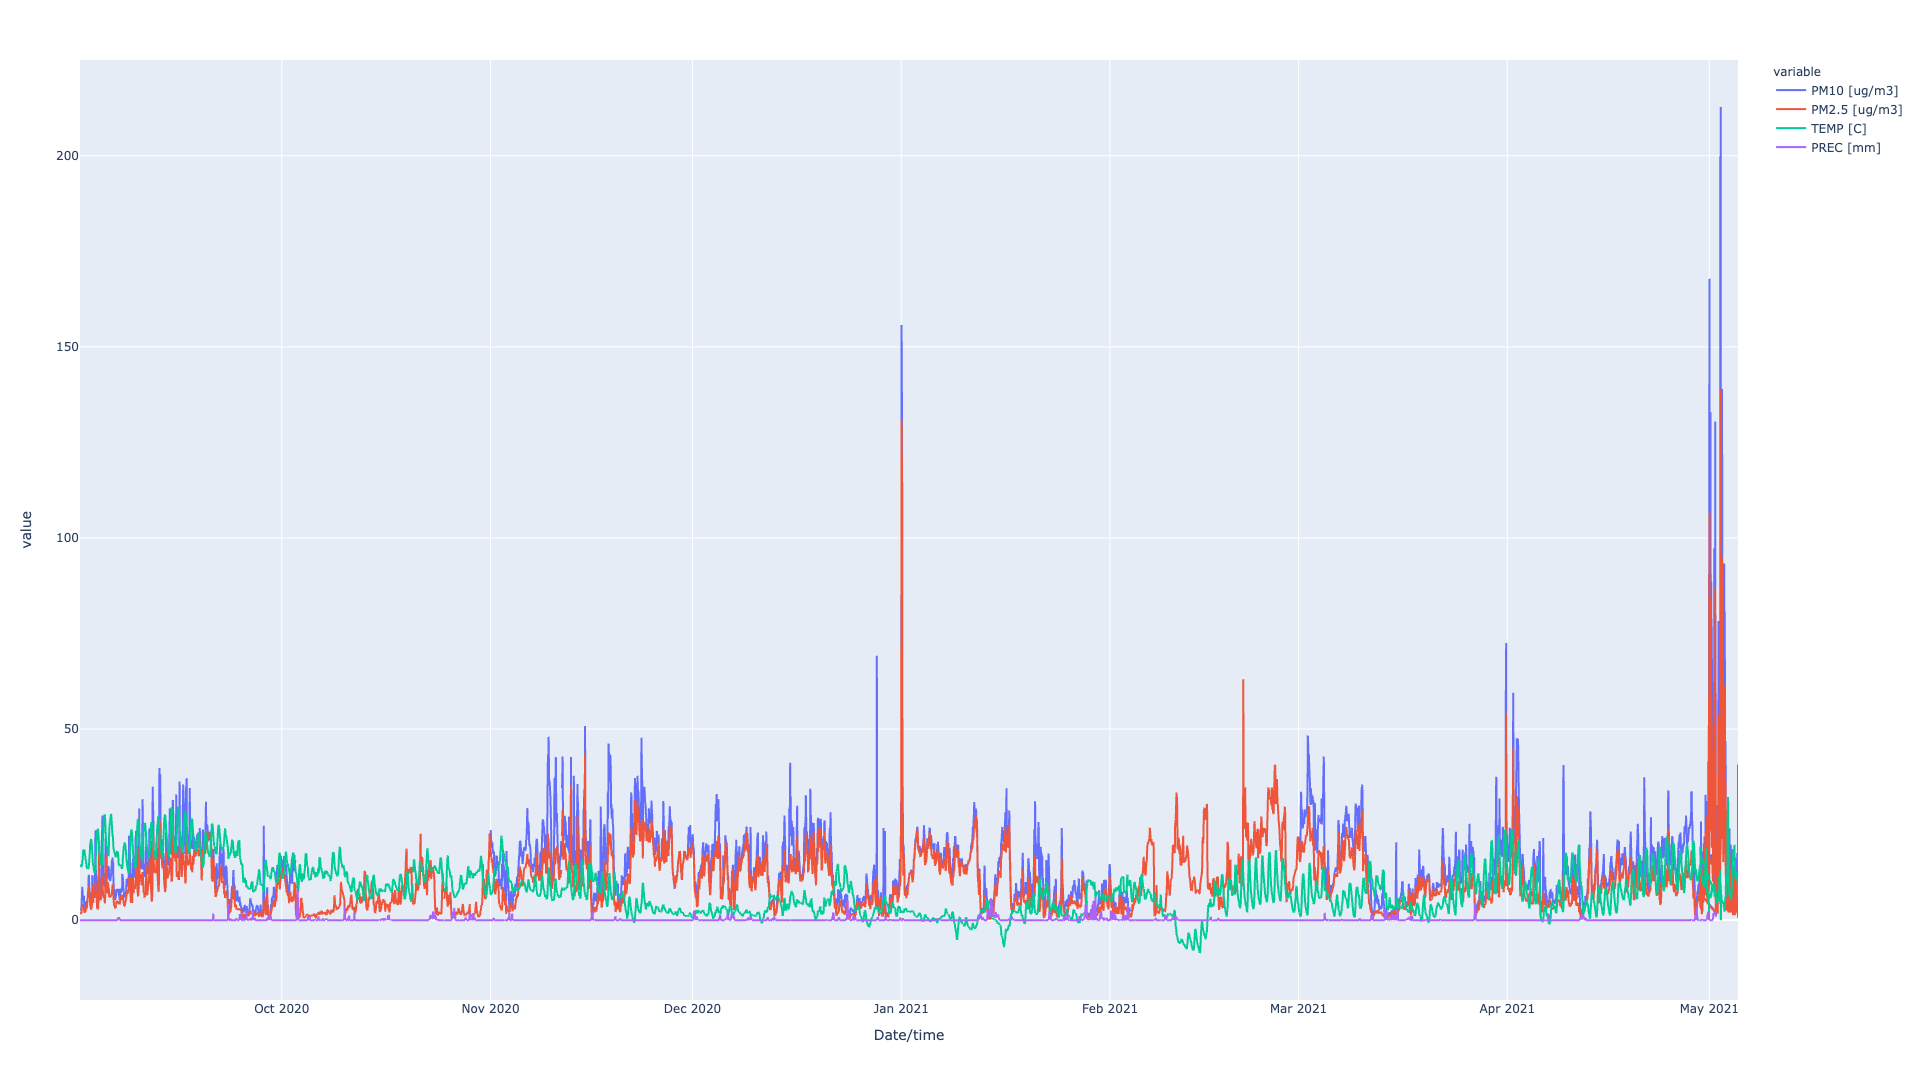 variable
PM10 [ug/m3]
PM2.5 [ug/m3]
TEMP [C]
PREC [mm]
200
150
100
50
0
value
Oct 2020
Nov 2020
Dec 2020
Jan 2021
Feb 2021
Mar 2021
Apr 2021
May 2021
Date/time